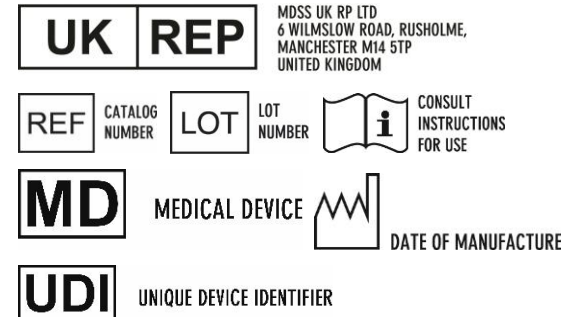 UK REP
MDSS UK RP LTD
6 WILMSLOW ROAD, RUSHOLME,
MANCHESTER M14 5TP
UNITED KINGDOM
REF
CATALOG
NUMBER
LOT
LOT
NUMBER
i
CONSULT
INSTRUCTIONS
FOR USE
MD
MEDICAL DEVICE
DATE OF MANUFACTURE
UDI
UNIQUE DEVICE IDENTIFIER